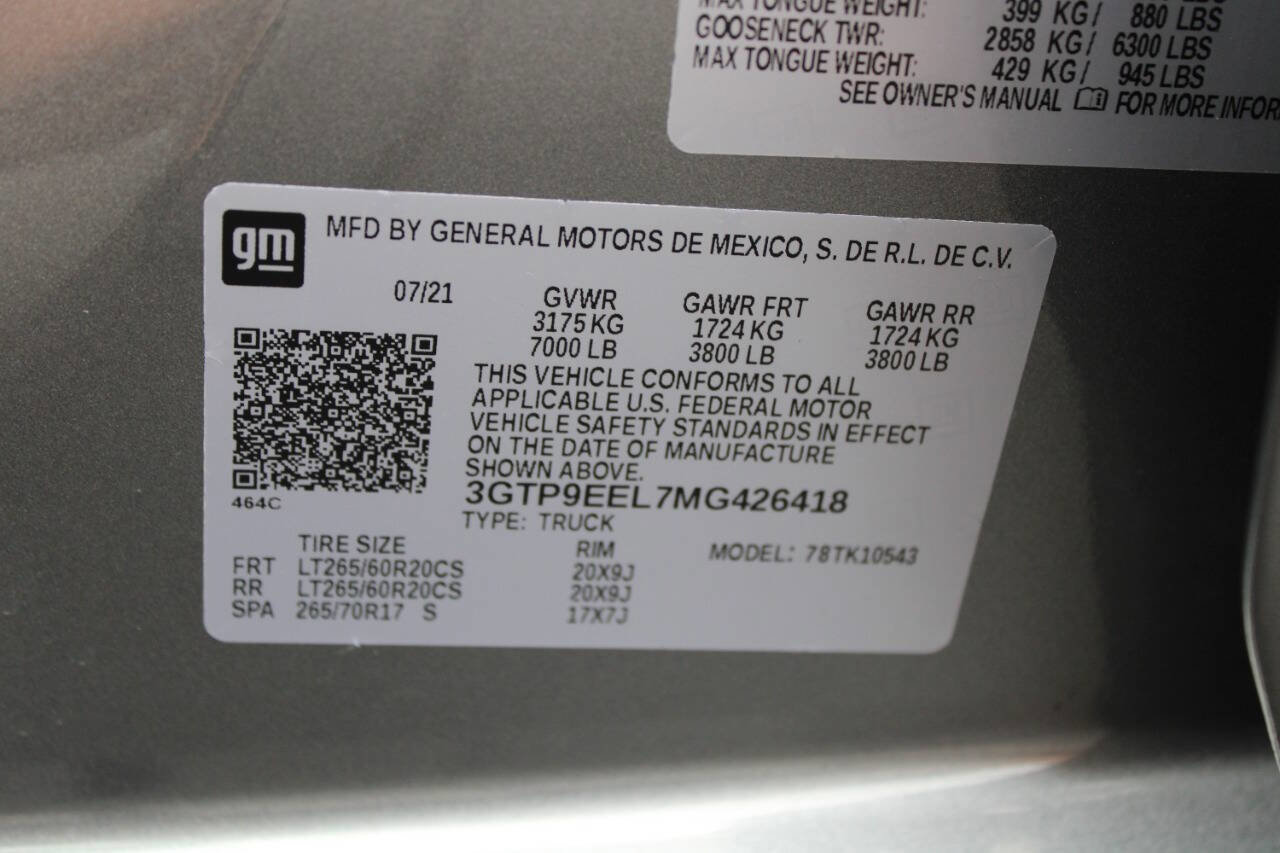 MAX TONGUE WEIGHT: 399 KG/ 880 LBS
GOOSENECK TWR: 2858 KG/ 6300 LBS
MAX TONGUE WEIGHT: 429 KG/ 945 LBS
SEE OWNER'S MANUAL FOR MORE
gm
MFD BY GENERAL MOTORS DE MEXICO, S. DE R.L. DE C.V.
07/21 GVWR GAWR FRT GAWR RR
3175 KG 1724 KG 1724 KG
7000 LB 3800 LB 3800 LB
THIS VEHICLE CONFORMS TO ALL
APPLICABLE U.S. FEDERAL MOTOR
VEHICLE SAFETY STANDARDS IN EFFECT
ON THE DATE OF MANUFACTURE
SHOWN ABOVE.
464C
3GTP9EEL7MG426418
TYPE: TRUCK
TIRE SIZE RIM MODEL: 78TK10543
FRT LT265/60R20CS 20X9J
RR LT265/60R20CS 20X9J
SPA 265/70R17 S 17X7J